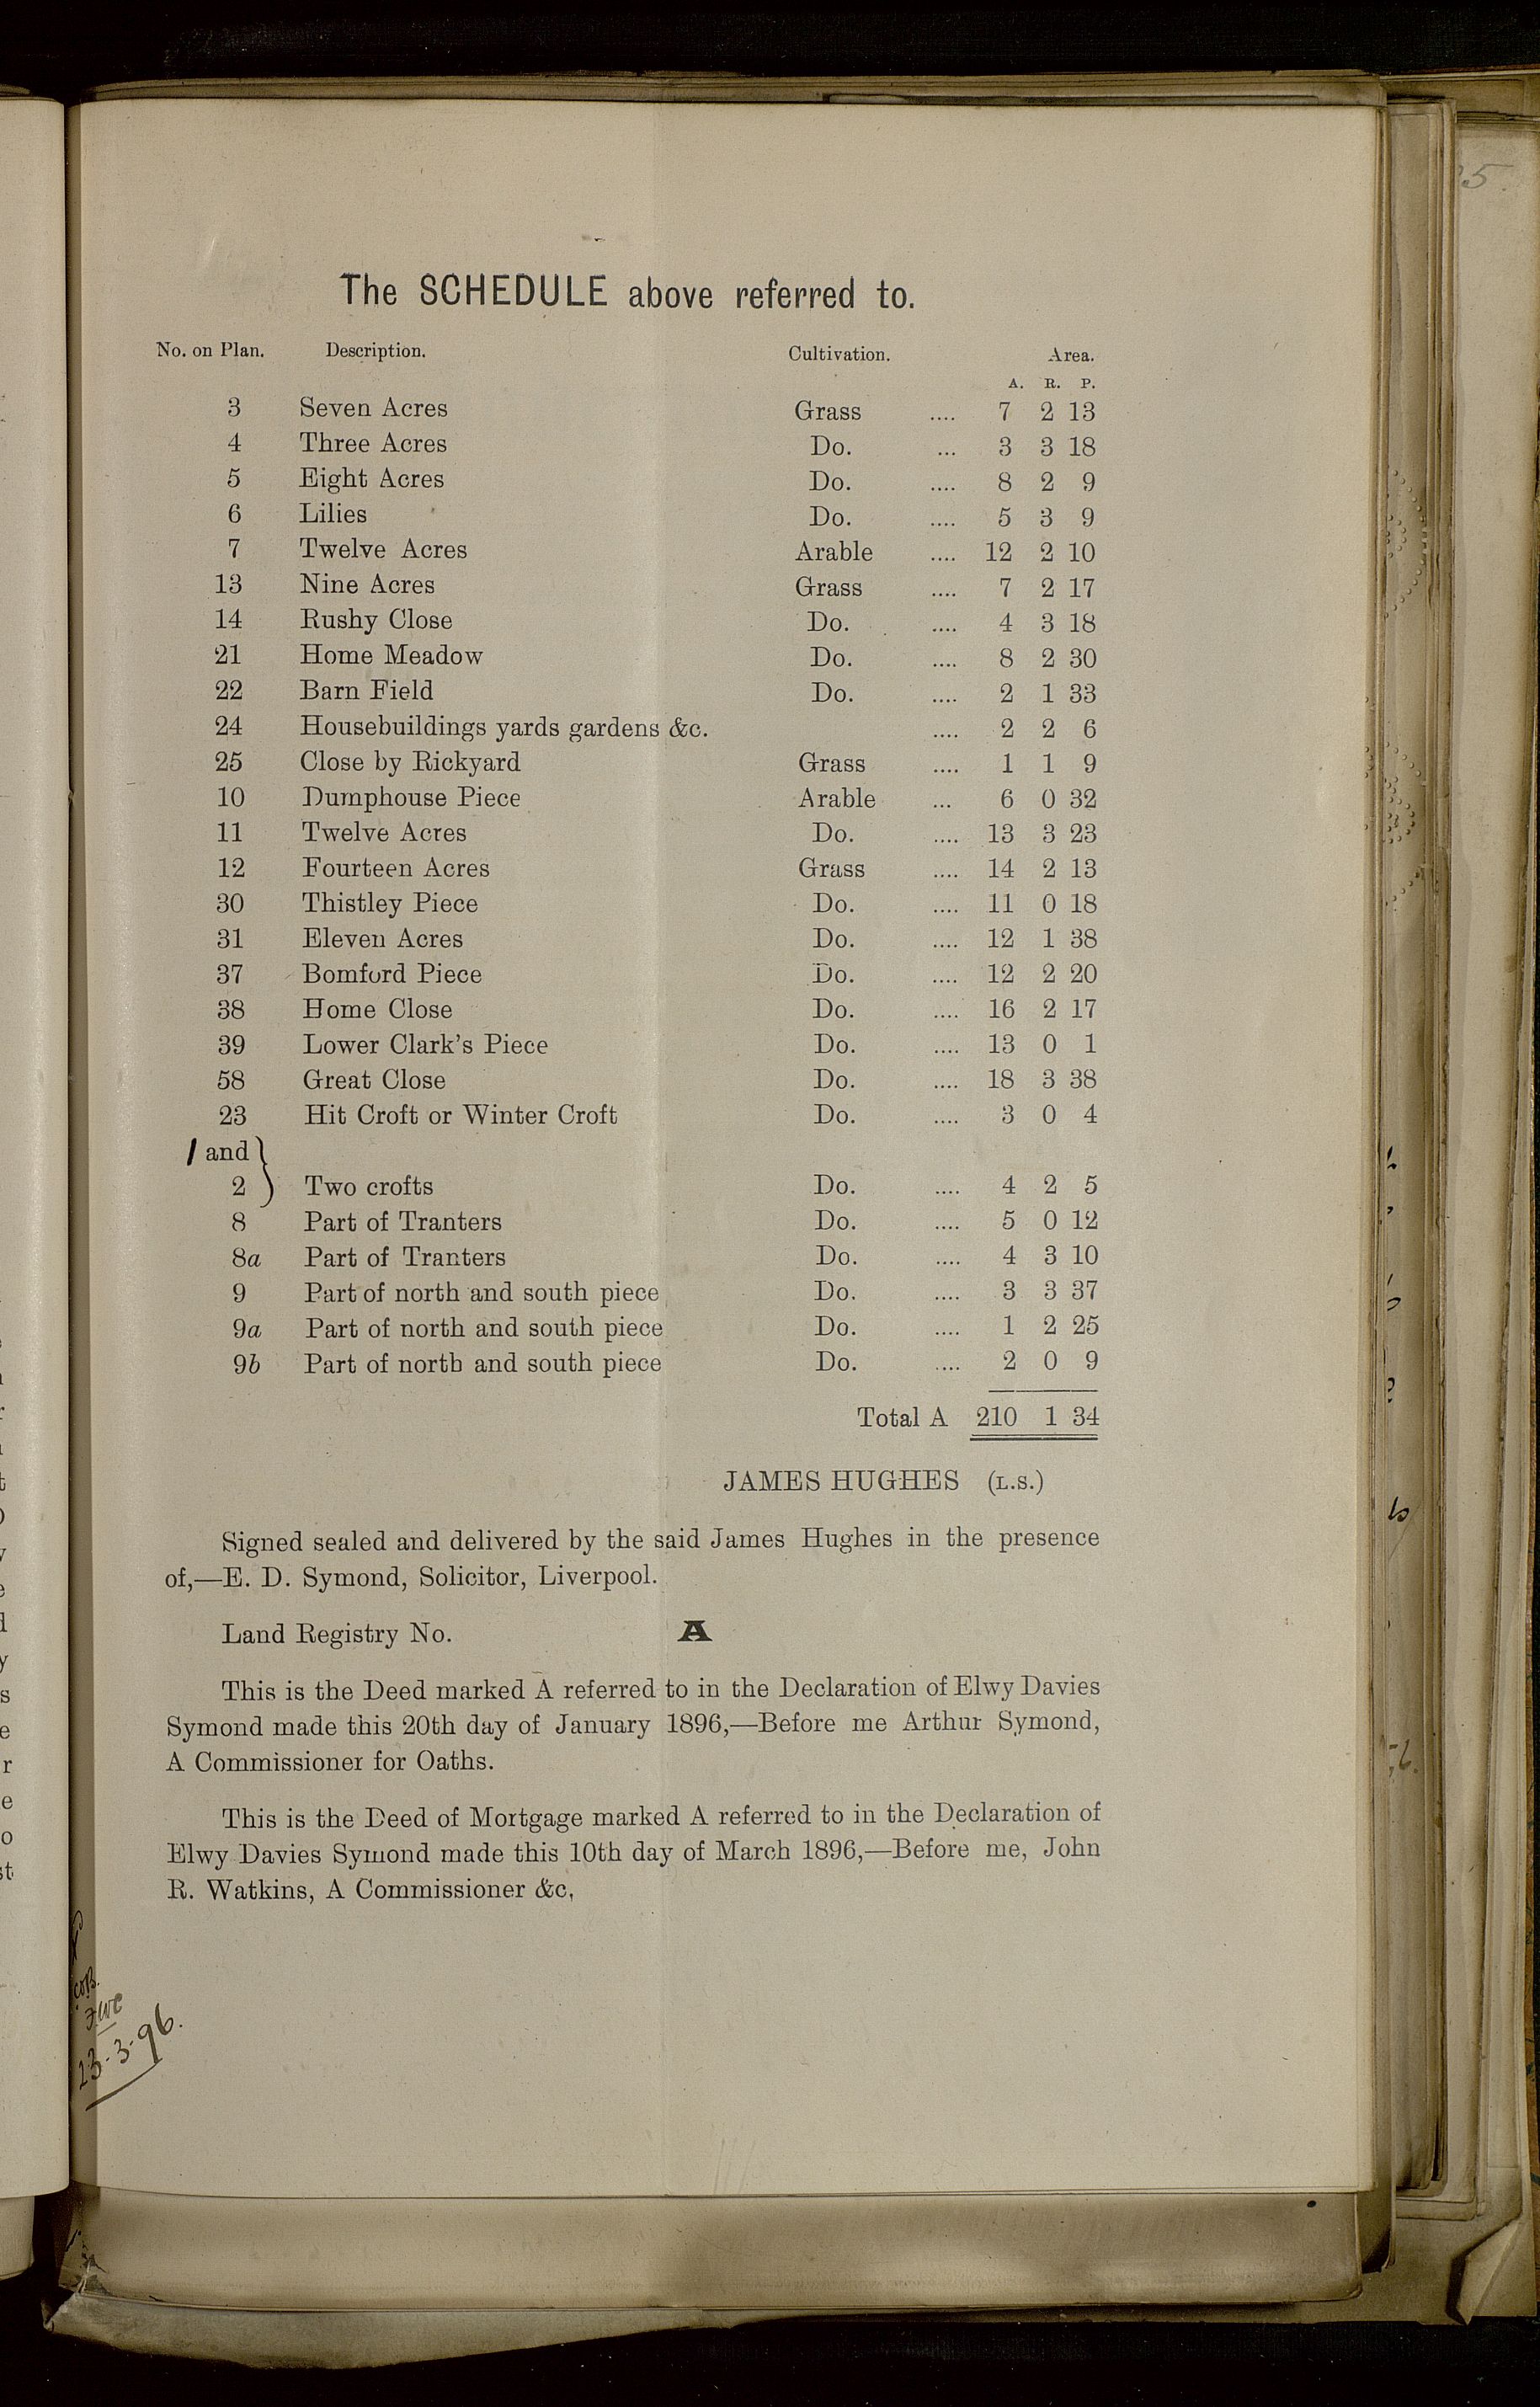 The SCHEDULE above referred to.
No. on Plan. Description. Cultivation. Area.
A. R. P.
3 Seven Acres Grass .... 7 2 13
4 Three Acres Do. ... 3 3 18
5 Eight Acres Do. .... 8 2 9
6 Lilies Do. .... 5 3 9
7 Twelve Acres Arable .... 12 2 10
13 Nine Acres Grass .... 7 2 17
14 Rushy Close Do. .... 4 3 18
21 Home Meadow Do. .... 8 2 30
22 Barn Field Do. .... 2 1 33
24 Housebuildings yards gardens &c. .... 2 2 6
25 Close by Rickyard Grass .... 1 1 9
10 Dumphouse Piece Arable ... 6 0 32
11 Twelve Acres Do. .... 13 3 23
12 Fourteen Acres Grass .... 14 2 13
30 Thistley Piece Do. .... 11 0 18
31 Eleven Acres Do. .... 12 1 38
37 Bomford Piece Do. .... 12 2 20
38 Home Close Do. .... 16 2 17
39 Lower Clark's Piece Do. .... 13 0 1
58 Great Close Do. .... 18 3 38
23 Hit Croft or Winter Croft Do. .... 3 0 4
1 and }
2 Two crofts Do. .... 4 2 5
8 Part of Tranters Do. .... 5 0 12
8a Part of Tranters Do. .... 4 3 10
9 Part of north and south piece Do. .... 3 3 37
9a Part of north and south piece Do. .... 1 2 25
9b Part of north and south piece Do. .... 2 0 9
Total A 210 1 34
JAMES HUGHES (L.S.)
Signed sealed and delivered by the said James Hughes in the presence
of,—E. D. Symond, Solicitor, Liverpool.
Land Registry No. A
This is the Deed marked A referred to in the Declaration of Elwy Davies
Symond made this 20th day of January 1896,—Before me Arthur Symond,
A Commissioner for Oaths.
This is the Deed of Mortgage marked A referred to in the Declaration of
Elwy Davies Symond made this 10th day of March 1896,—Before me, John
R. Watkins, A Commissioner &c,
23-3-96.